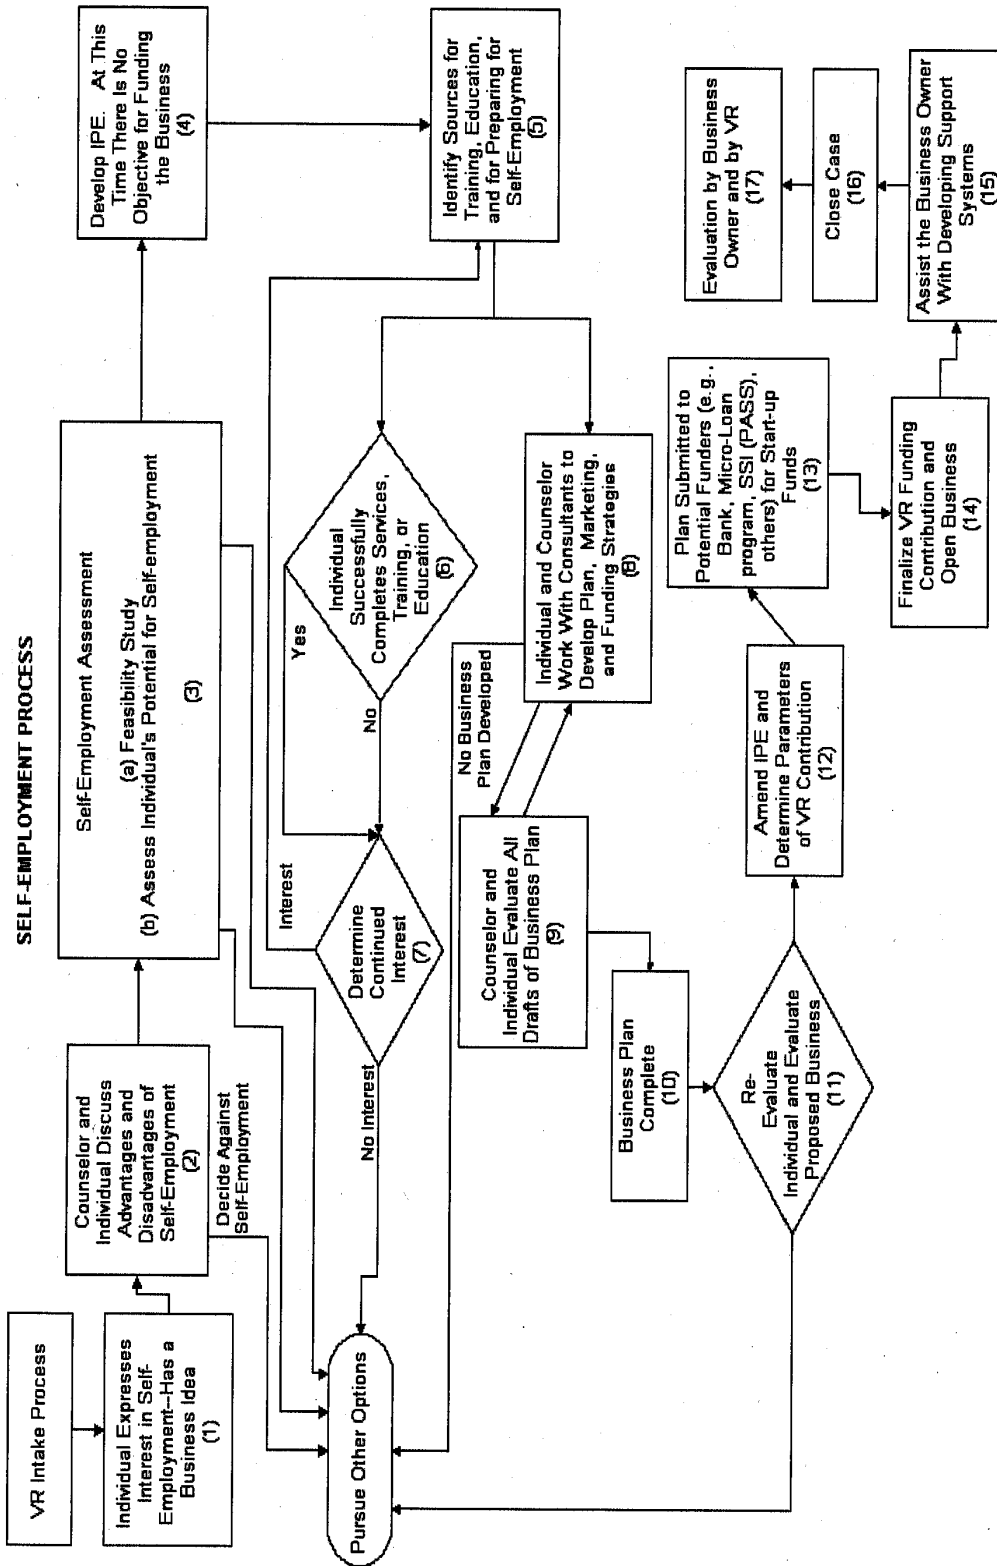 SELF-EMPLOYMENT PROCESS
VR Intake Process
Individual Expresses
Interest in Self-
Employment--Has a
Business Idea
(1)
Counselor and
Individual Discuss
Advantages and
Disadvantages of
Self-Employment
(2)
Decide Against
Self-Employment
Self-Employment Assessment
(a) Feasibility Study
(b) Assess Individual's Potential for Self-employment
(3)
Develop IPE. At This
Time There Is No
Objective for Funding
the Business
(4)
Identify Sources for
Training, Education,
and for Preparing for
Self-Employment
(5)
Individual
Successfully
Completes Services,
Training, or
Education
(6)
Yes
No
Determine
Continued
Interest
(7)
Interest
No Interest
Pursue Other Options
Individual and Counselor
Work With Consultants to
Develop Plan, Marketing,
and Funding Strategies
(8)
No Business
Plan Developed
Counselor and
Individual Evaluate All
Drafts of Business Plan
(9)
Business Plan
Complete
(10)
Re-
Evaluate
Individual and Evaluate
Proposed Business
(11)
Amend IPE and
Determine Parameters
of VR Contribution
(12)
Plan Submitted to
Potential Funders (e.g.,
Bank, Micro-Loan
program, SSI (PASS),
others) for Start-up
Funds
(13)
Finalize VR Funding
Contribution and
Open Business
(14)
Assist the Business Owner
With Developing Support
Systems
(15)
Close Case
(16)
Evaluation by Business
Owner and by VR
(17)